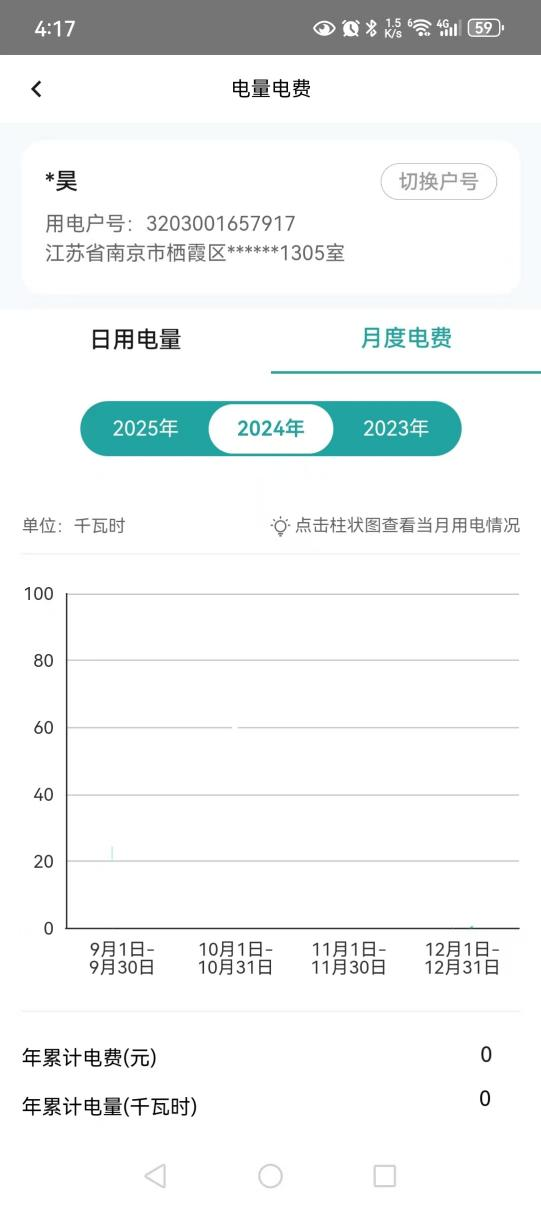 4:17
1.5 K/s 6 4G 59
电量电费
*昊
切换户号
用电户号：3203001657917
江苏省南京市栖霞区******1305室
日用电量
月度电费
2025年
2024年
2023年
单位：千瓦时
点击柱状图查看当月用电情况
100
80
60
40
20
0
9月1日-
9月30日
10月1日-
10月31日
11月1日-
11月30日
12月1日-
12月31日
年累计电费(元)
0
年累计电量(千瓦时)
0